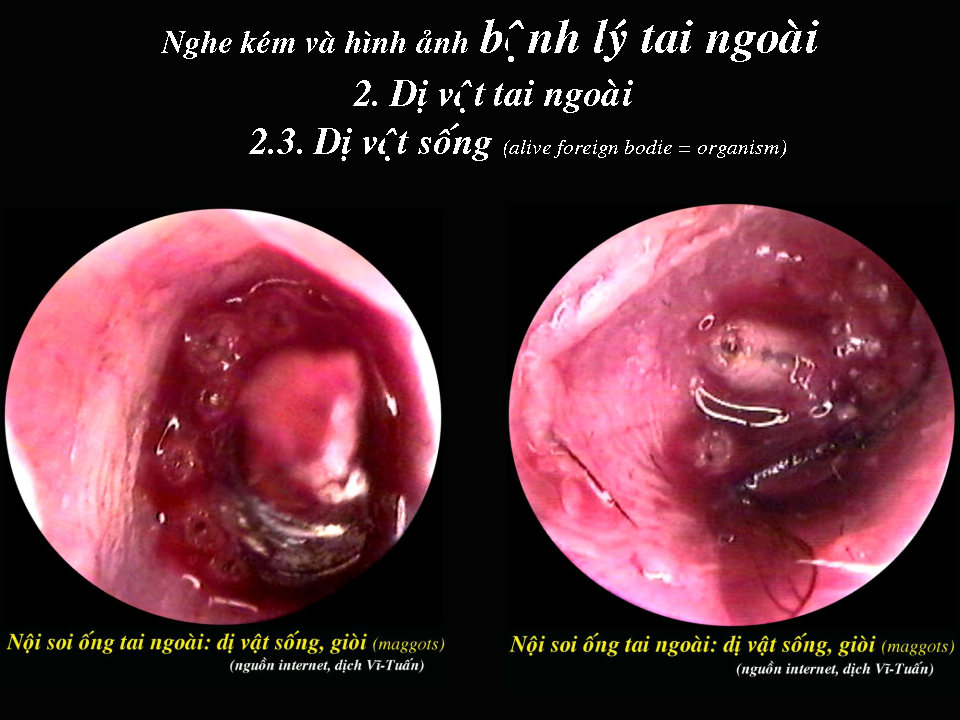 Nghe kém và hình ảnh bệnh lý tai ngoài
2. Dị vật tai ngoài
2.3. Dị vật sống (alive foreign bodie = organism)
Nội soi ống tai ngoài: dị vật sống, giòi (maggots)
(nguồn internet, dịch Vĩ-Tuấn)
Nội soi ống tai ngoài: dị vật sống, giòi (maggots)
(nguồn internet, dịch Vĩ-Tuấn)